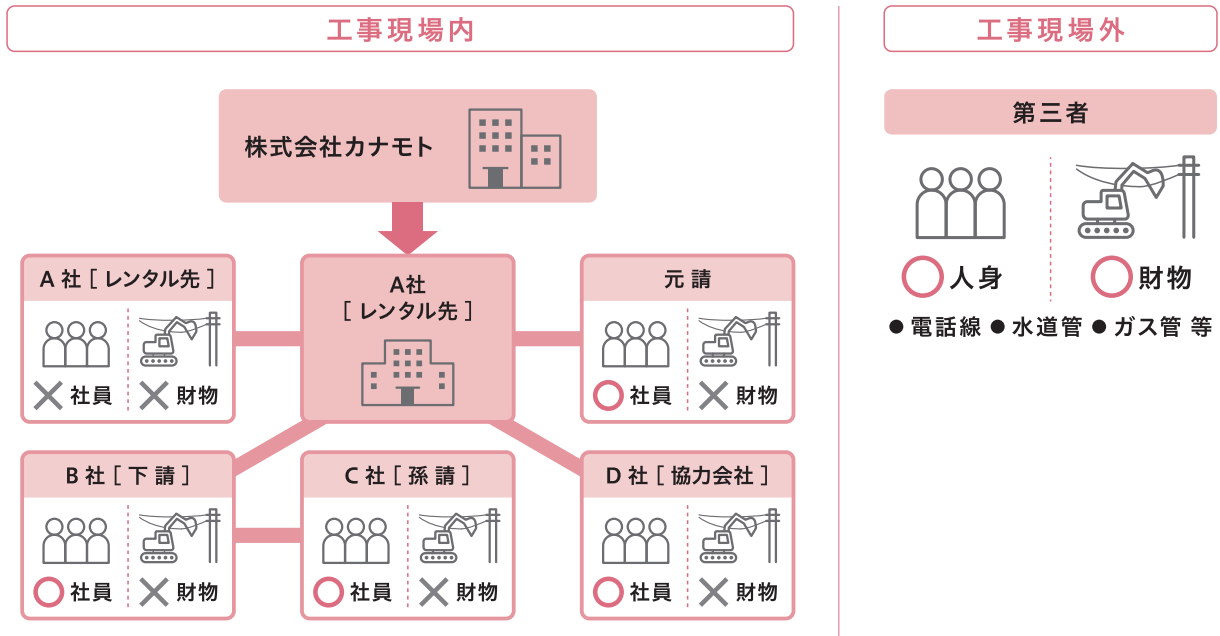 工事現場内
株式会社カナモト
A社[レンタル先]
× 社員 × 財物
A社
[レンタル先]
元請
○ 社員 × 財物
B社[下請]
○ 社員 × 財物
C社[孫請]
○ 社員 × 財物
D社[協力会社]
○ 社員 × 財物
工事現場外
第三者
○ 人身 ○ 財物
●電話線 ●水道管 ●ガス管 等